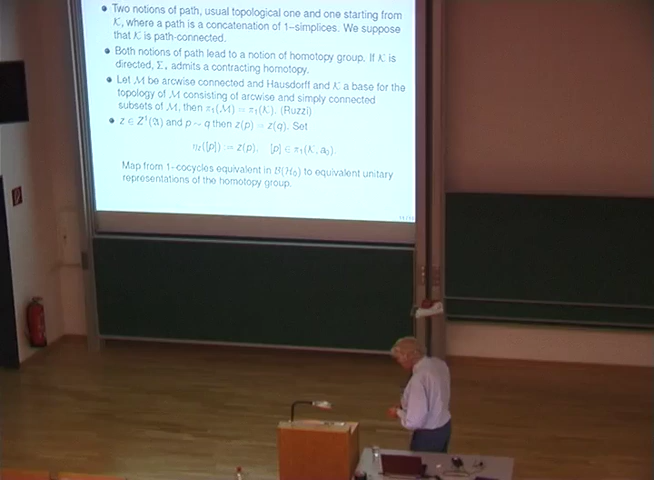 • Two notions of path, usual topological one and one starting from
K, where a path is a concatenation of 1−simplices. We suppose
that K is path-connected.
• Both notions of path lead to a notion of homotopy group. If K is
directed, Σ* admits a contracting homotopy.
• Let M be arcwise connected and Hausdorff and K a base for the
topology of M consisting of arcwise and simply connected
subsets of M, then π₁(M) = π₁(K). (Ruzzi)
• z ∈ Z¹(𝔄) and p ∼ q then z(p) = z(q). Set
η_z([p]) := z(p), [p] ∈ π₁(K, a₀).
Map from 1−cocycles equivalent in B(H₀) to equivalent unitary
representations of the homotopy group.